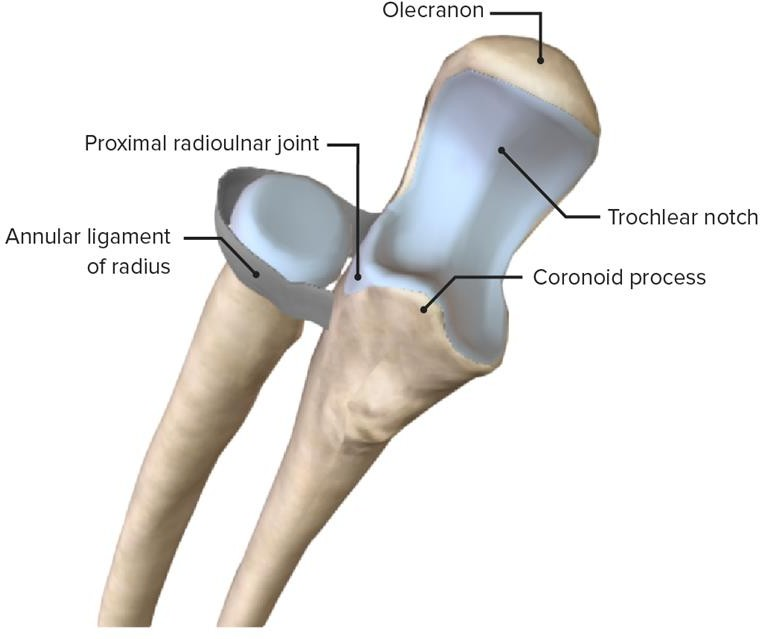 Olecranon
Proximal radioulnar joint
Trochlear notch
Annular ligament
of radius
Coronoid process